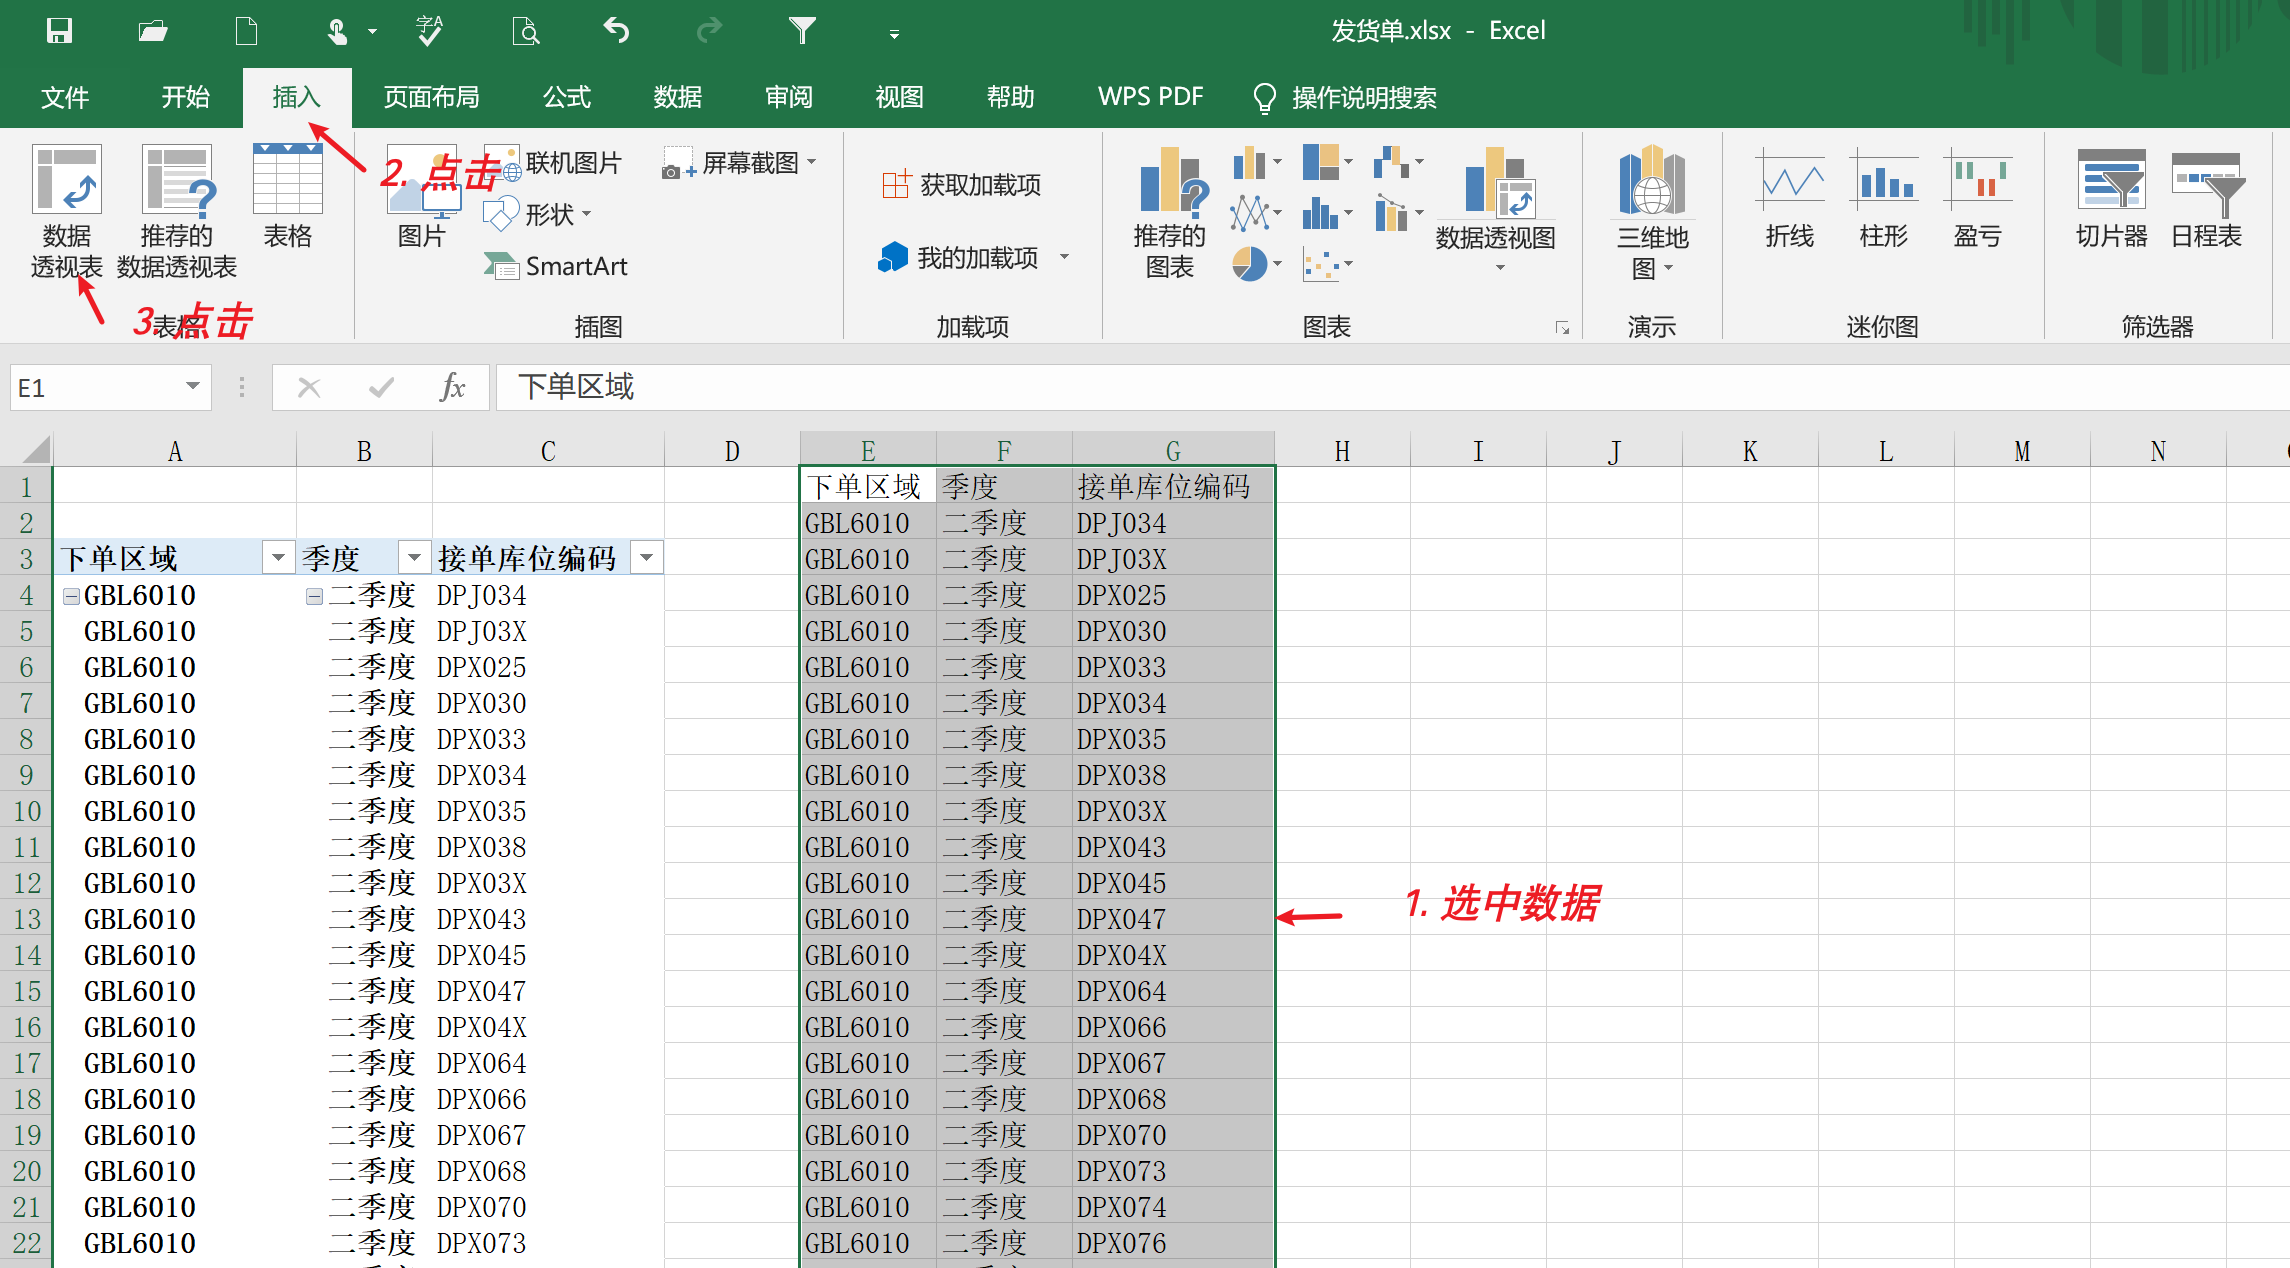 发货单.xlsx - Excel
文件 开始 插入 页面布局 公式 数据 审阅 视图 帮助 WPS PDF 操作说明搜索
数据透视表 推荐的数据透视表 表格
表格
图片 联机图片 形状 SmartArt 屏幕截图
插图
获取加载项
我的加载项
加载项
推荐的图表 数据透视图
图表
三维地图
演示
折线 柱形 盈亏
迷你图
切片器 日程表
筛选器
2. 点击
3. 点击
E1 fx 下单区域
A B C D E F G H I J K L M N
1 下单区域 季度 接单库位编码
2 GBL6010 二季度 DPJ034
3 下单区域 季度 接单库位编码 GBL6010 二季度 DPJ03X
4 GBL6010 二季度 DPJ034 GBL6010 二季度 DPX025
5 GBL6010 二季度 DPJ03X GBL6010 二季度 DPX030
6 GBL6010 二季度 DPX025 GBL6010 二季度 DPX033
7 GBL6010 二季度 DPX030 GBL6010 二季度 DPX034
8 GBL6010 二季度 DPX033 GBL6010 二季度 DPX035
9 GBL6010 二季度 DPX034 GBL6010 二季度 DPX038
10 GBL6010 二季度 DPX035 GBL6010 二季度 DPX03X
11 GBL6010 二季度 DPX038 GBL6010 二季度 DPX043
12 GBL6010 二季度 DPX03X GBL6010 二季度 DPX045
13 GBL6010 二季度 DPX043 GBL6010 二季度 DPX047
1. 选中数据
14 GBL6010 二季度 DPX045 GBL6010 二季度 DPX04X
15 GBL6010 二季度 DPX047 GBL6010 二季度 DPX064
16 GBL6010 二季度 DPX04X GBL6010 二季度 DPX066
17 GBL6010 二季度 DPX064 GBL6010 二季度 DPX067
18 GBL6010 二季度 DPX066 GBL6010 二季度 DPX068
19 GBL6010 二季度 DPX067 GBL6010 二季度 DPX070
20 GBL6010 二季度 DPX068 GBL6010 二季度 DPX073
21 GBL6010 二季度 DPX070 GBL6010 二季度 DPX074
22 GBL6010 二季度 DPX073 GBL6010 二季度 DPX076